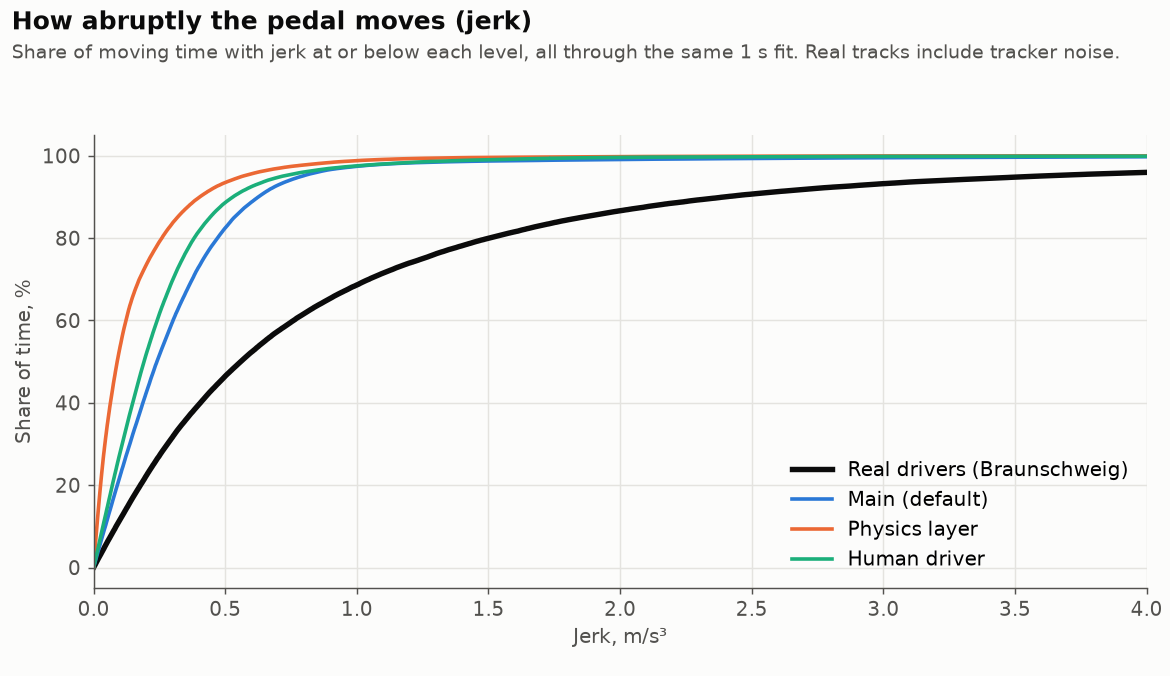 How abruptly the pedal moves (jerk)
Share of moving time with jerk at or below each level, all through the same 1 s fit. Real tracks include tracker noise.
100
80
60
40
20
0
Share of time, %
Real drivers (Braunschweig)
Main (default)
Physics layer
Human driver
0.0 0.5 1.0 1.5 2.0 2.5 3.0 3.5 4.0
Jerk, m/s³